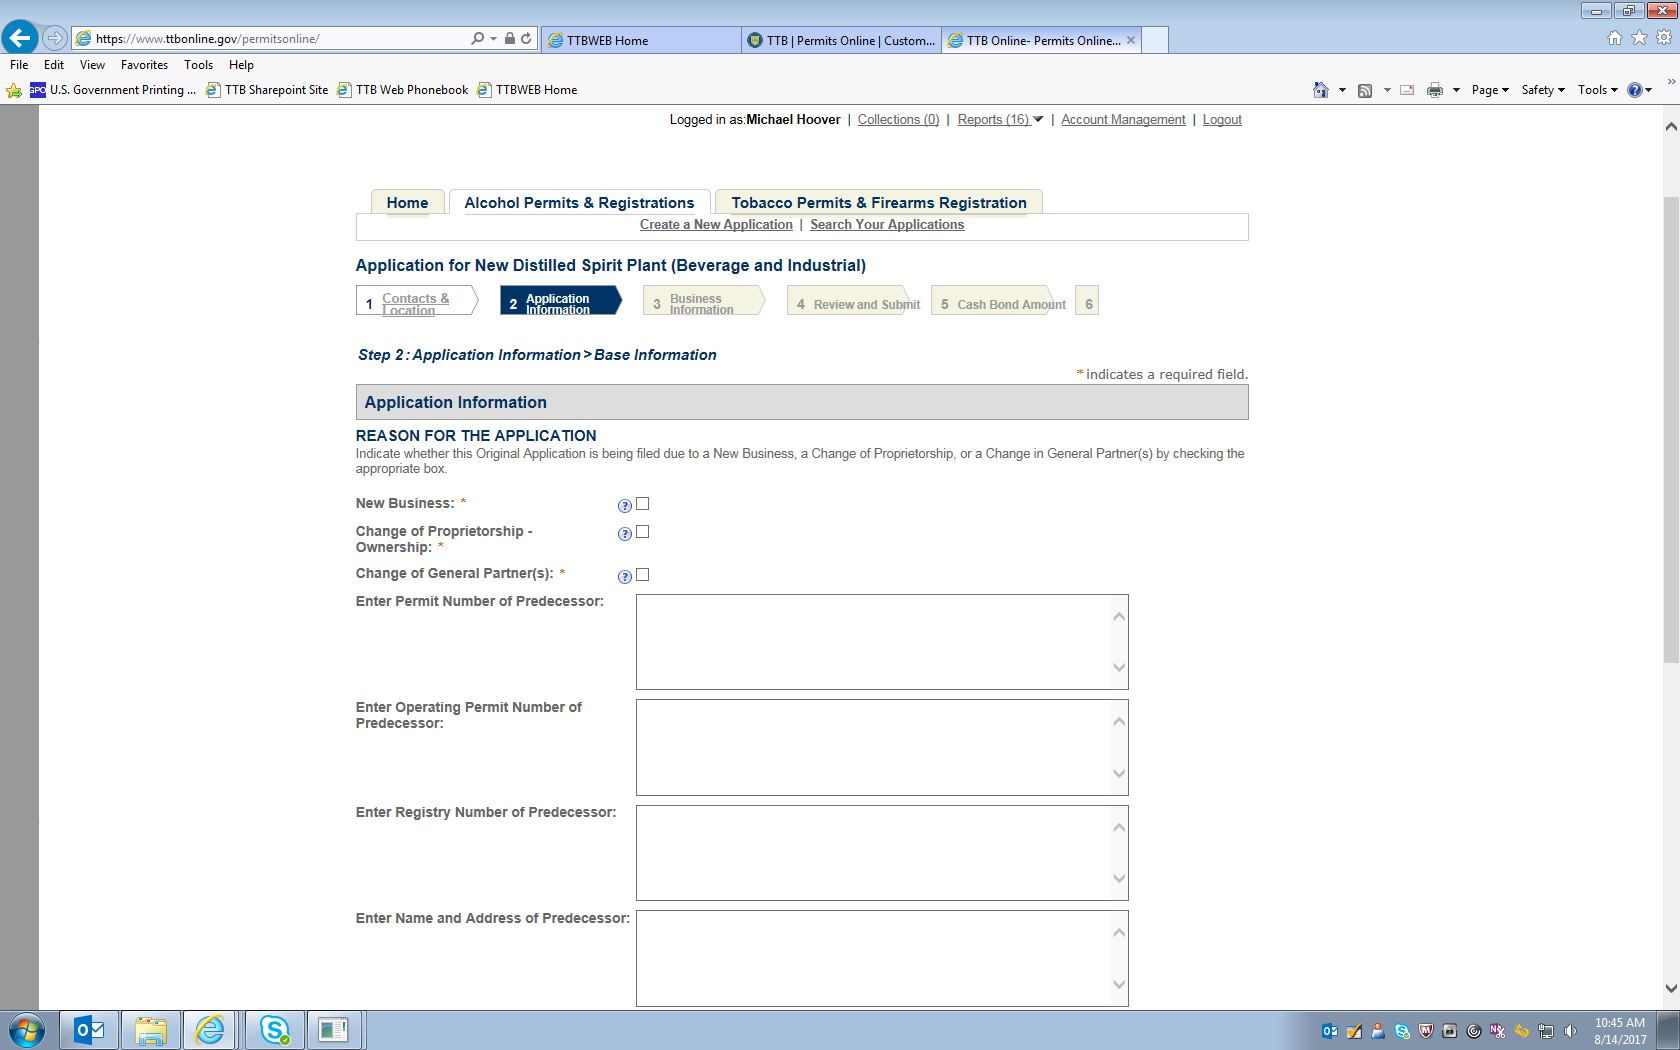 https://www.ttbonline.gov/permitsonline/
TTBWEB Home
TTB | Permits Online | Custom...
TTB Online- Permits Online...
File Edit View Favorites Tools Help
GPO U.S. Government Printing ... TTB Sharepoint Site TTB Web Phonebook TTBWEB Home
Page Safety Tools
Logged in as:Michael Hoover | Collections (0) | Reports (16) | Account Management | Logout
Home Alcohol Permits & Registrations Tobacco Permits & Firearms Registration
Create a New Application | Search Your Applications
Application for New Distilled Spirit Plant (Beverage and Industrial)
1 Contacts & Location
2 Application Information
3 Business Information
4 Review and Submit
5 Cash Bond Amount
6
Step 2: Application Information > Base Information
* indicates a required field.
Application Information
REASON FOR THE APPLICATION
Indicate whether this Original Application is being filed due to a New Business, a Change of Proprietorship, or a Change in General Partner(s) by checking the
appropriate box.
New Business: *
Change of Proprietorship -
Ownership: *
Change of General Partner(s): *
Enter Permit Number of Predecessor:
Enter Operating Permit Number of
Predecessor:
Enter Registry Number of Predecessor:
Enter Name and Address of Predecessor:
10:45 AM
8/14/2017